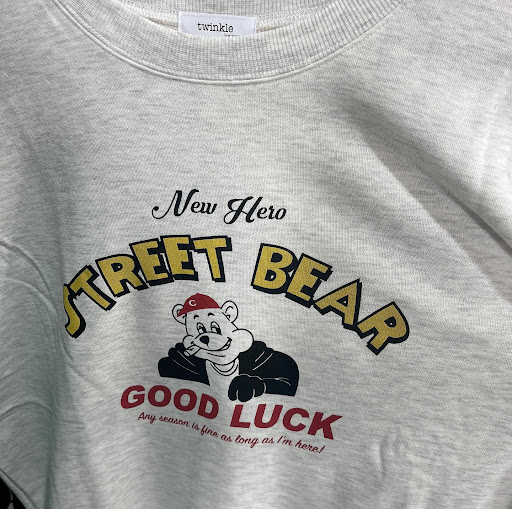 twinkle
New Hero
STREET BEAR
C
GOOD LUCK
Any season is fine as long as I'm here!